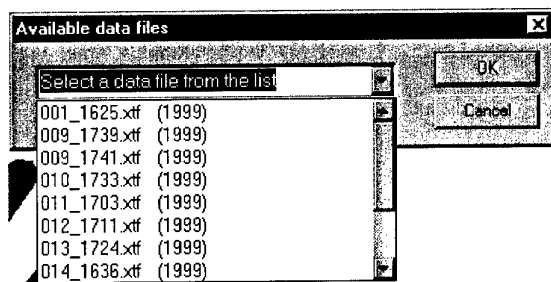 Available data files
Select a data file from the list
OK
Cancel
001_1625.xtf (1999)
009_1739.xtf (1999)
009_1741.xtf (1999)
010_1733.xtf (1999)
011_1703.xtf (1999)
012_1711.xtf (1999)
013_1724.xtf (1999)
014_1636.xtf (1999)